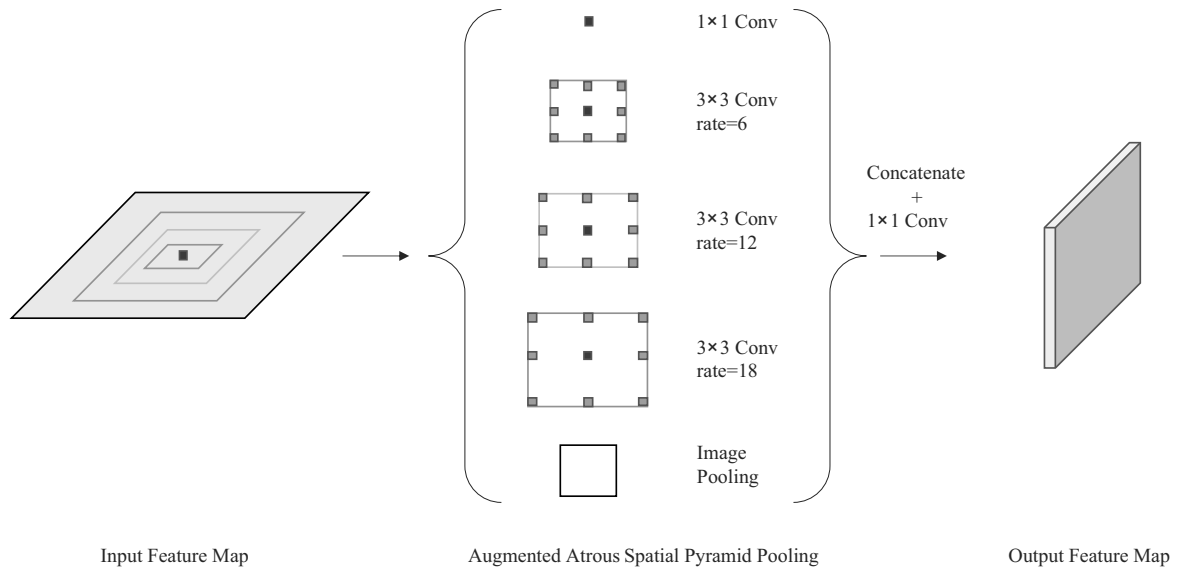 1×1 Conv
3×3 Conv
rate=6
3×3 Conv
rate=12
3×3 Conv
rate=18
Image
Pooling
Concatenate
+
1×1 Conv
Input Feature Map
Augmented Atrous Spatial Pyramid Pooling
Output Feature Map